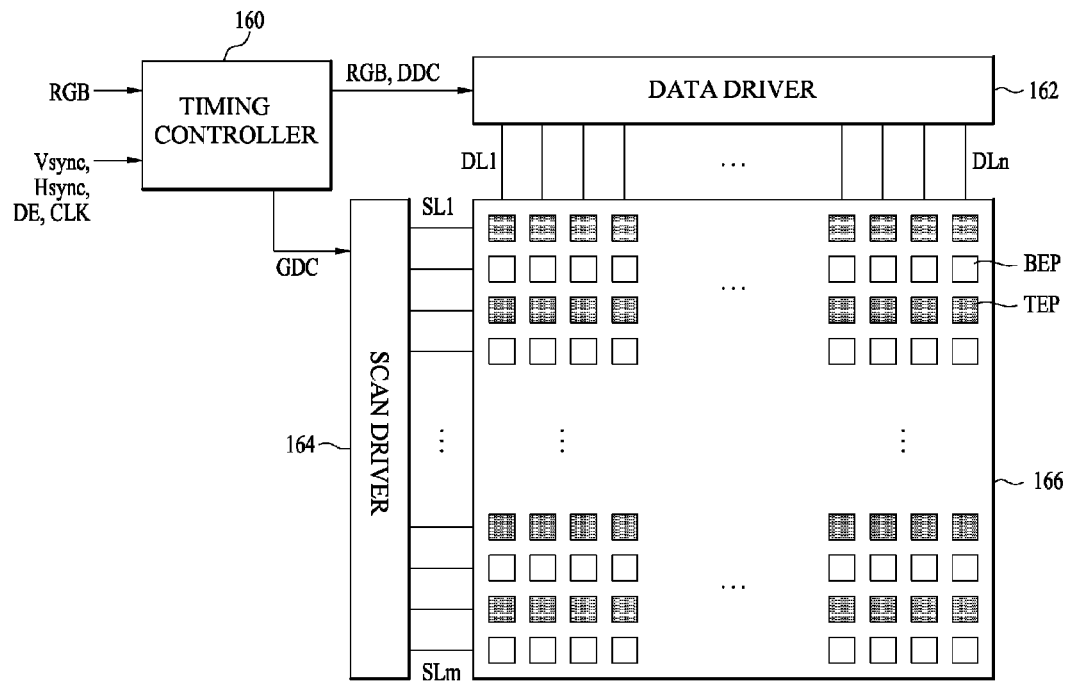 160
RGB
TIMING
CONTROLLER
Vsync,
Hsync,
DE, CLK
RGB, DDC
DATA DRIVER
162
DL1
...
DLn
GDC
SL1
BEP
...
TEP
SCAN DRIVER
164
166
...
SLm